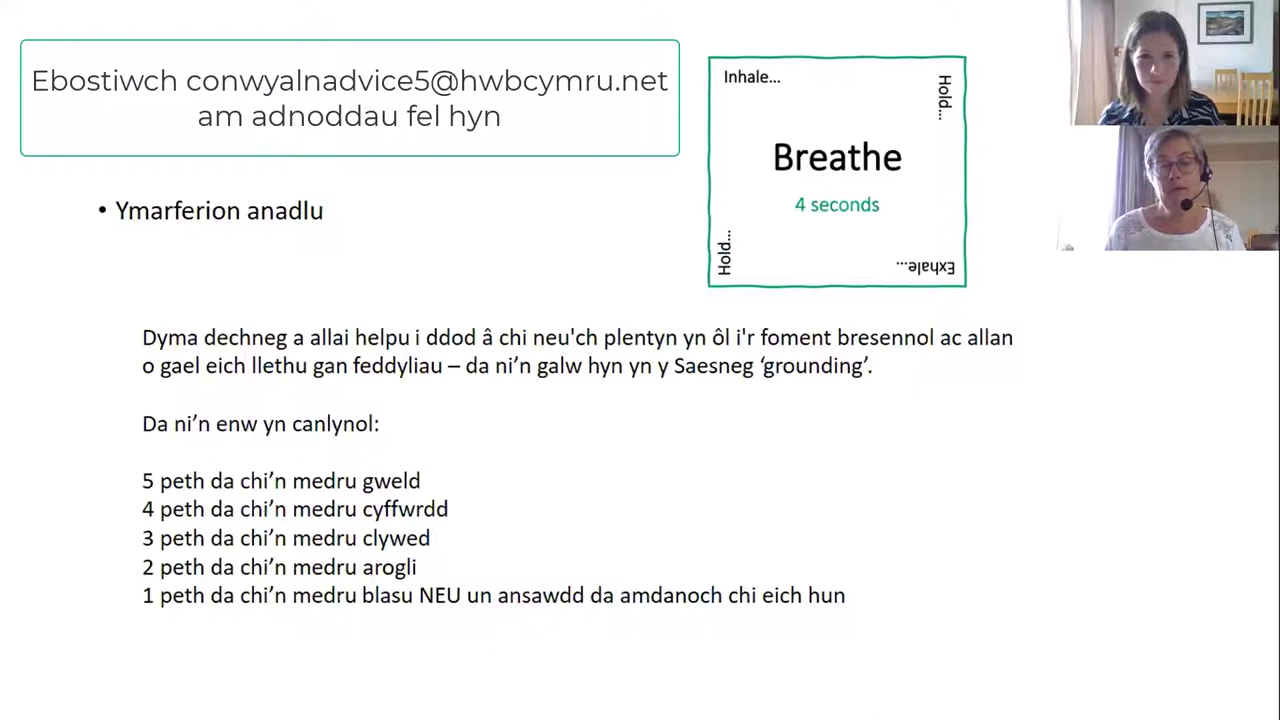 Ebostiwch conwyalnadvice5@hwbcymru.net
am adnoddau fel hyn
Inhale...
Hold...
Breathe
4 seconds
Hold...
Exhale...
• Ymarferion anadlu
Dyma dechneg a allai helpu i ddod â chi neu'ch plentyn yn ôl i'r foment bresennol ac allan
o gael eich llethu gan feddyliau – da ni’n galw hyn yn y Saesneg ‘grounding’.
Da ni’n enw yn canlynol:
5 peth da chi’n medru gweld
4 peth da chi’n medru cyffwrdd
3 peth da chi’n medru clywed
2 peth da chi’n medru arogli
1 peth da chi’n medru blasu NEU un ansawdd da amdanoch chi eich hun